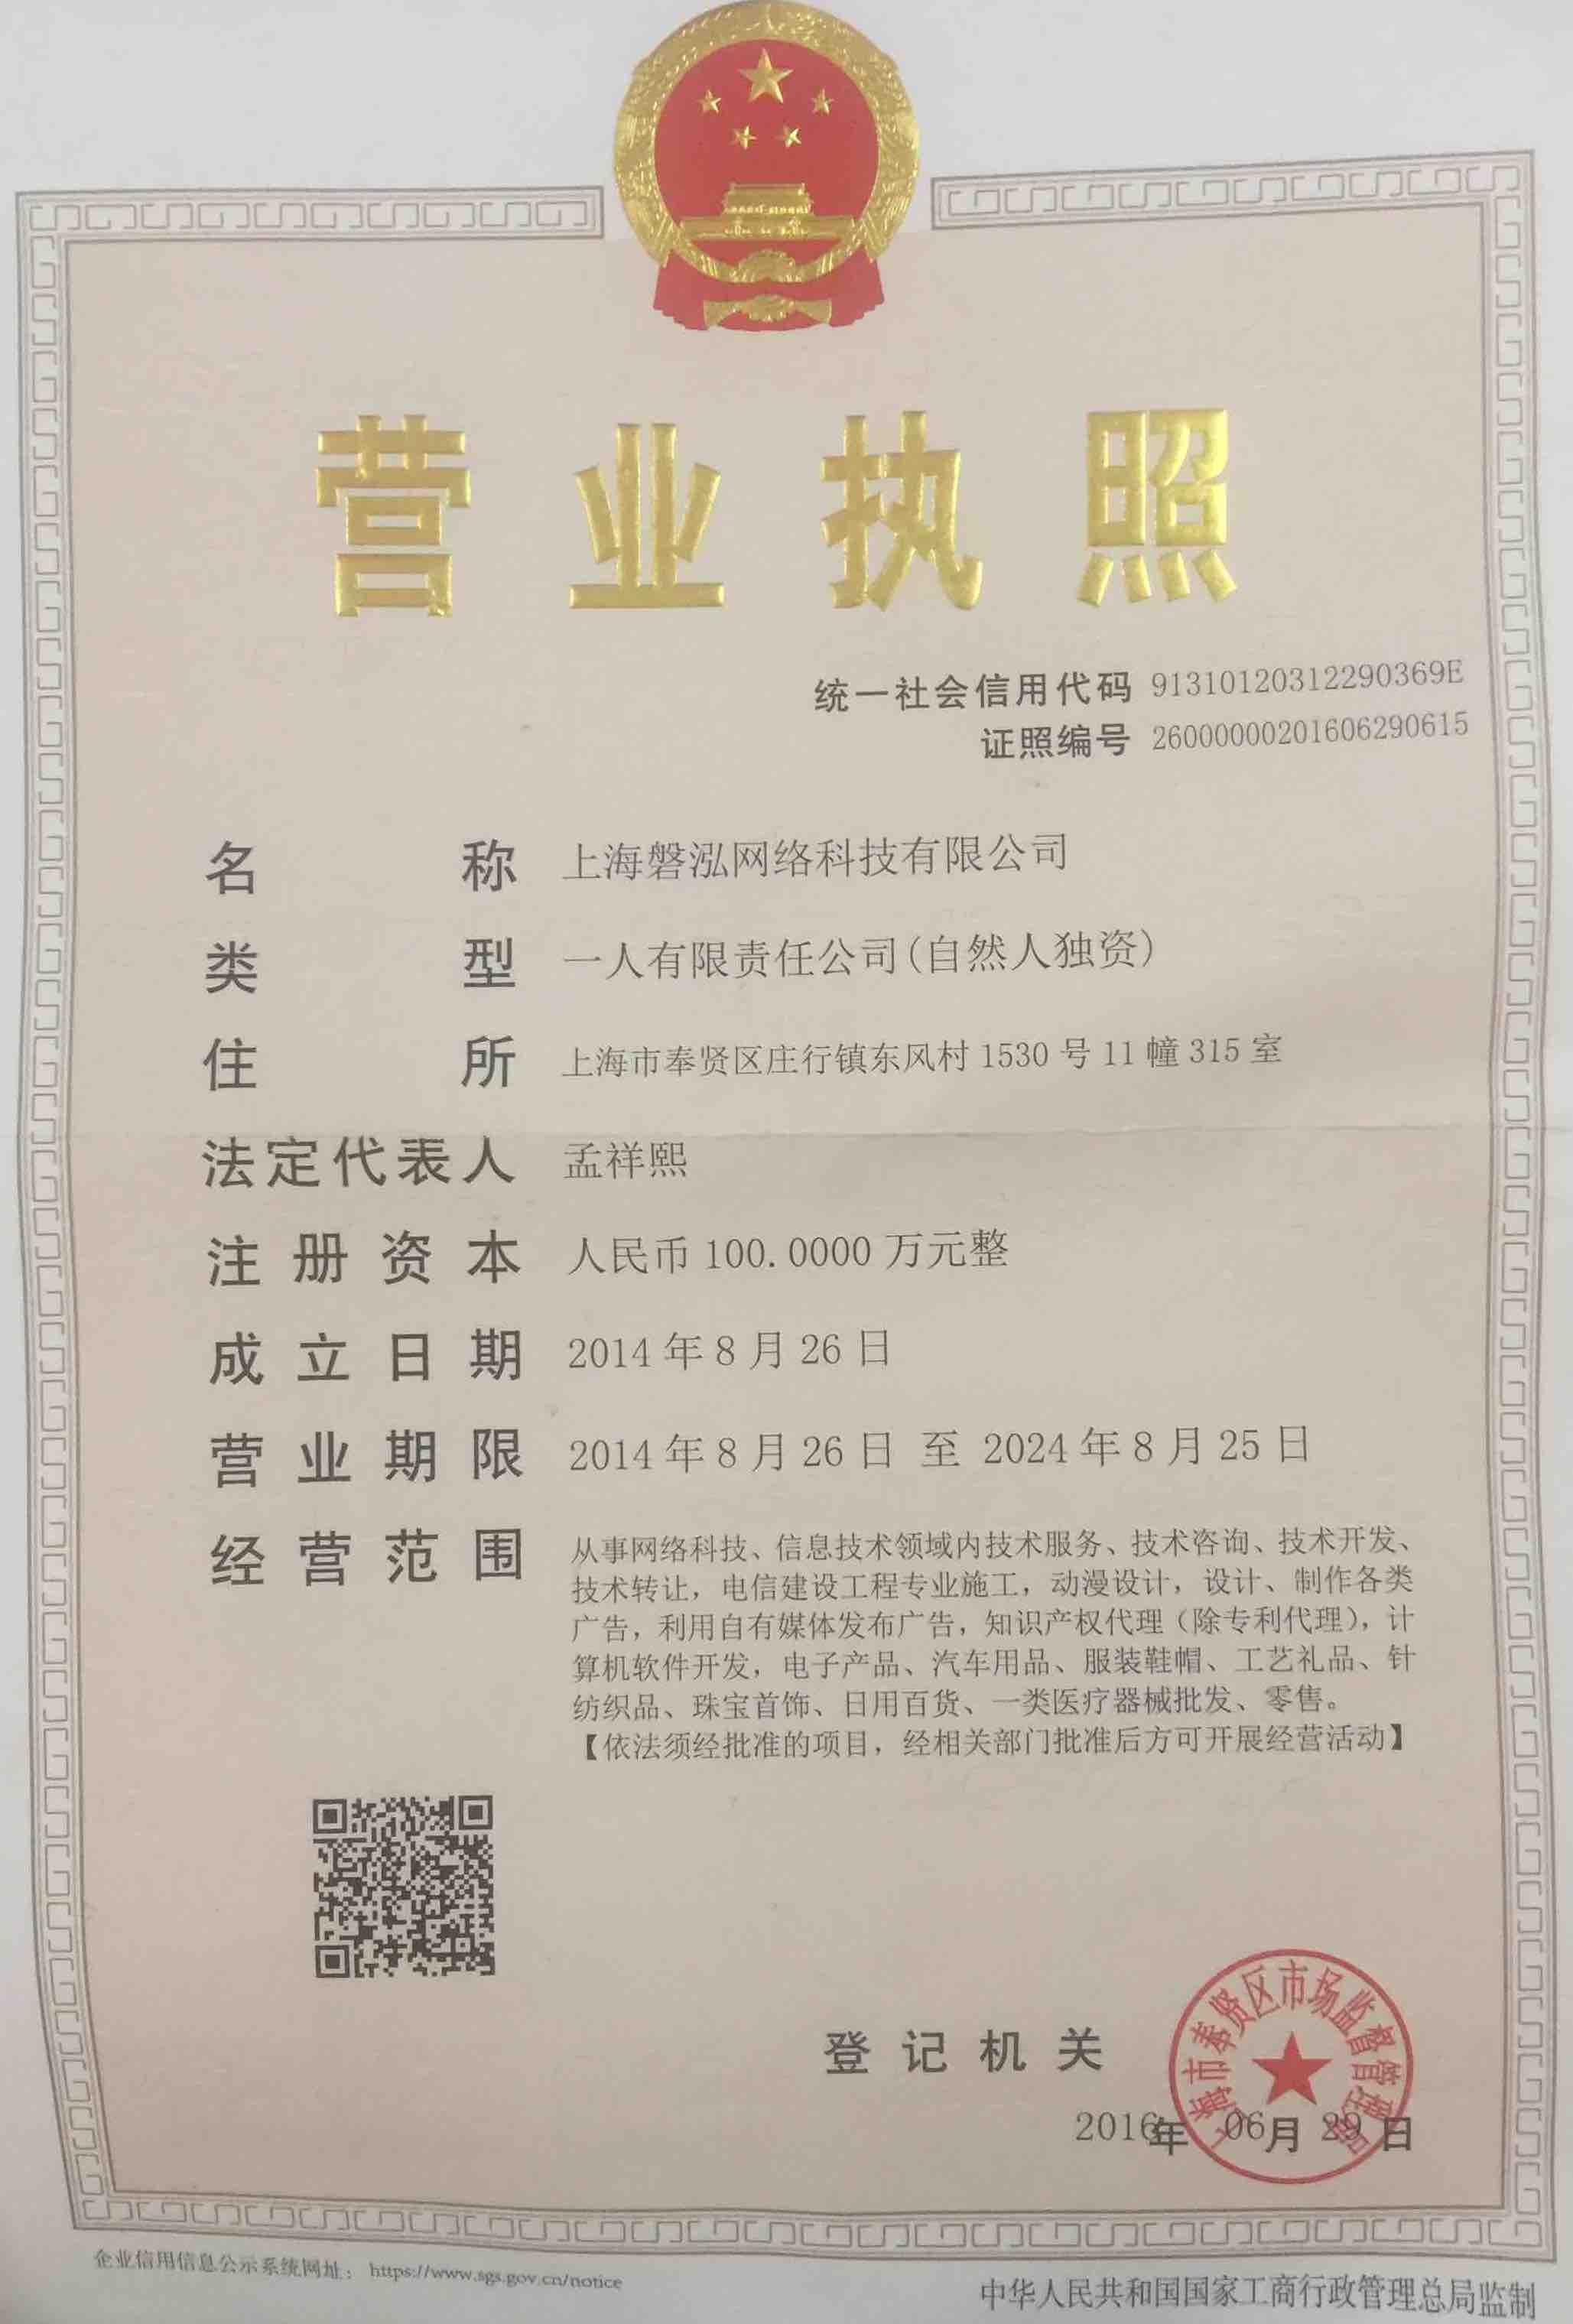 营业执照
统一社会信用代码 91310120312290369E
证照编号 26000000201606290615
名称 上海磐泓网络科技有限公司
类型 一人有限责任公司(自然人独资)
住所 上海市奉贤区庄行镇东风村1530号11幢315室
法定代表人 孟祥熙
注册资本 人民币100.0000万元整
成立日期 2014年8月26日
营业期限 2014年8月26日 至 2024年8月25日
经营范围 从事网络科技、信息技术领域内技术服务、技术咨询、技术开发、
技术转让，电信建设工程专业施工，动漫设计，设计、制作各类
广告，利用自有媒体发布广告，知识产权代理（除专利代理），计
算机软件开发，电子产品、汽车用品、服装鞋帽、工艺礼品、针
纺织品、珠宝首饰、日用百货、一类医疗器械批发、零售。
【依法须经批准的项目，经相关部门批准后方可开展经营活动】
上海市奉贤区市场监督管理局
登记机关
2016年06月29日
企业信用信息公示系统网址： https://www.sgs.gov.cn/notice
中华人民共和国国家工商行政管理总局监制